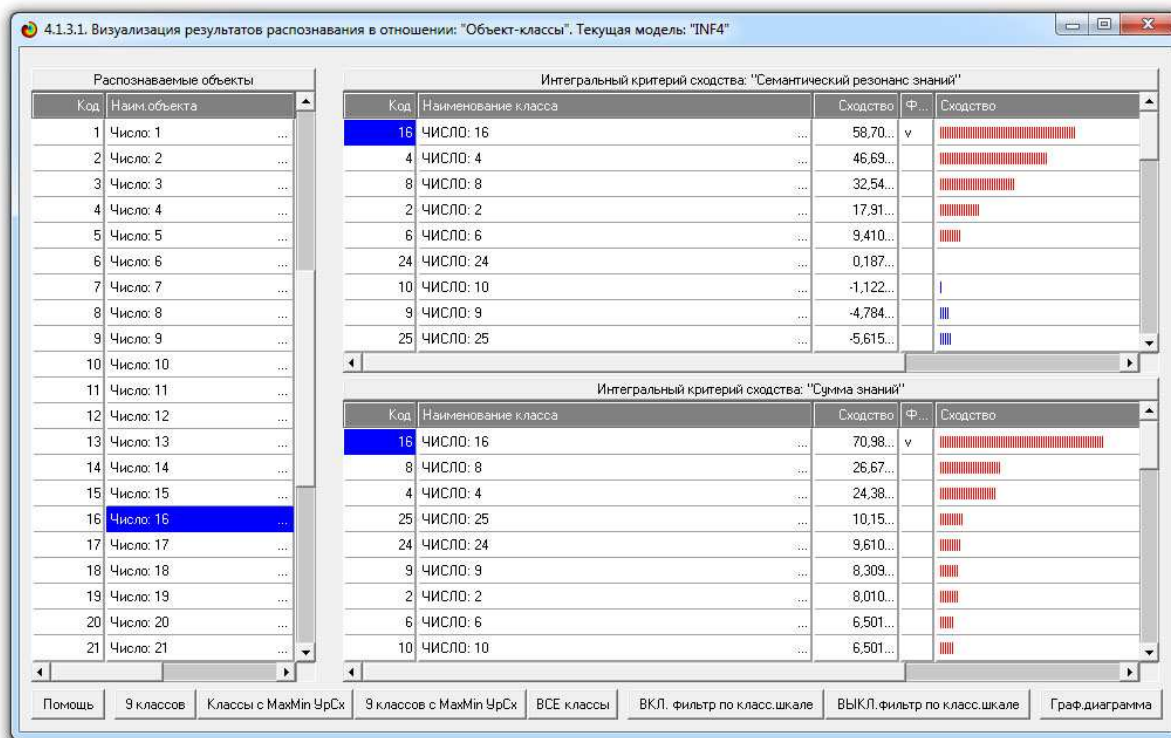 4.1.3.1. Визуализация результатов распознавания в отношении: "Объект-классы". Текущая модель: "INF4"
Распознаваемые объекты
Код Наим.объекта
1 Число: 1 ...
2 Число: 2 ...
3 Число: 3 ...
4 Число: 4 ...
5 Число: 5 ...
6 Число: 6 ...
7 Число: 7 ...
8 Число: 8 ...
9 Число: 9 ...
10 Число: 10 ...
11 Число: 11 ...
12 Число: 12 ...
13 Число: 13 ...
14 Число: 14 ...
15 Число: 15 ...
16 Число: 16 ...
17 Число: 17 ...
18 Число: 18 ...
19 Число: 19 ...
20 Число: 20 ...
21 Число: 21 ...
Интегральный критерий сходства: "Семантический резонанс знаний"
Код Наименование класса Сходство Ф... Сходство
16 ЧИСЛО: 16 ... 58,70... v
4 ЧИСЛО: 4 ... 46,69...
8 ЧИСЛО: 8 ... 32,54...
2 ЧИСЛО: 2 ... 17,91...
6 ЧИСЛО: 6 ... 9,410...
24 ЧИСЛО: 24 ... 0,187...
10 ЧИСЛО: 10 ... -1,122...
9 ЧИСЛО: 9 ... -4,784...
25 ЧИСЛО: 25 ... -5,615...
Интегральный критерий сходства: "Сумма знаний"
Код Наименование класса Сходство Ф... Сходство
16 ЧИСЛО: 16 ... 70,98... v
8 ЧИСЛО: 8 ... 26,67...
4 ЧИСЛО: 4 ... 24,38...
25 ЧИСЛО: 25 ... 10,15...
24 ЧИСЛО: 24 ... 9,610...
9 ЧИСЛО: 9 ... 8,309...
2 ЧИСЛО: 2 ... 8,010...
6 ЧИСЛО: 6 ... 6,501...
10 ЧИСЛО: 10 ... 6,501...
Помощь 9 классов Классы с MaxMin УрСх 9 классов с MaxMin УрСх ВСЕ классы ВКЛ. фильтр по класс.шкале ВЫКЛ.фильтр по класс.шкале Граф.диаграмма